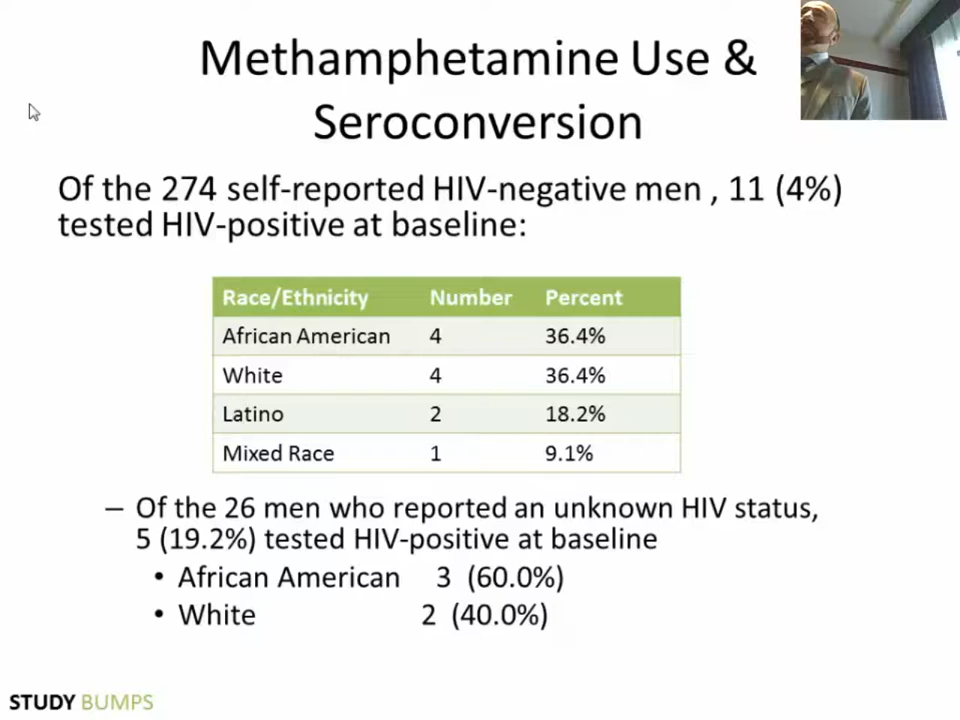 Methamphetamine Use &
Seroconversion
Of the 274 self-reported HIV-negative men , 11 (4%)
tested HIV-positive at baseline:
Race/Ethnicity Number Percent
African American 4 36.4%
White 4 36.4%
Latino 2 18.2%
Mixed Race 1 9.1%
– Of the 26 men who reported an unknown HIV status,
5 (19.2%) tested HIV-positive at baseline
• African American 3 (60.0%)
• White 2 (40.0%)
STUDY BUMPS